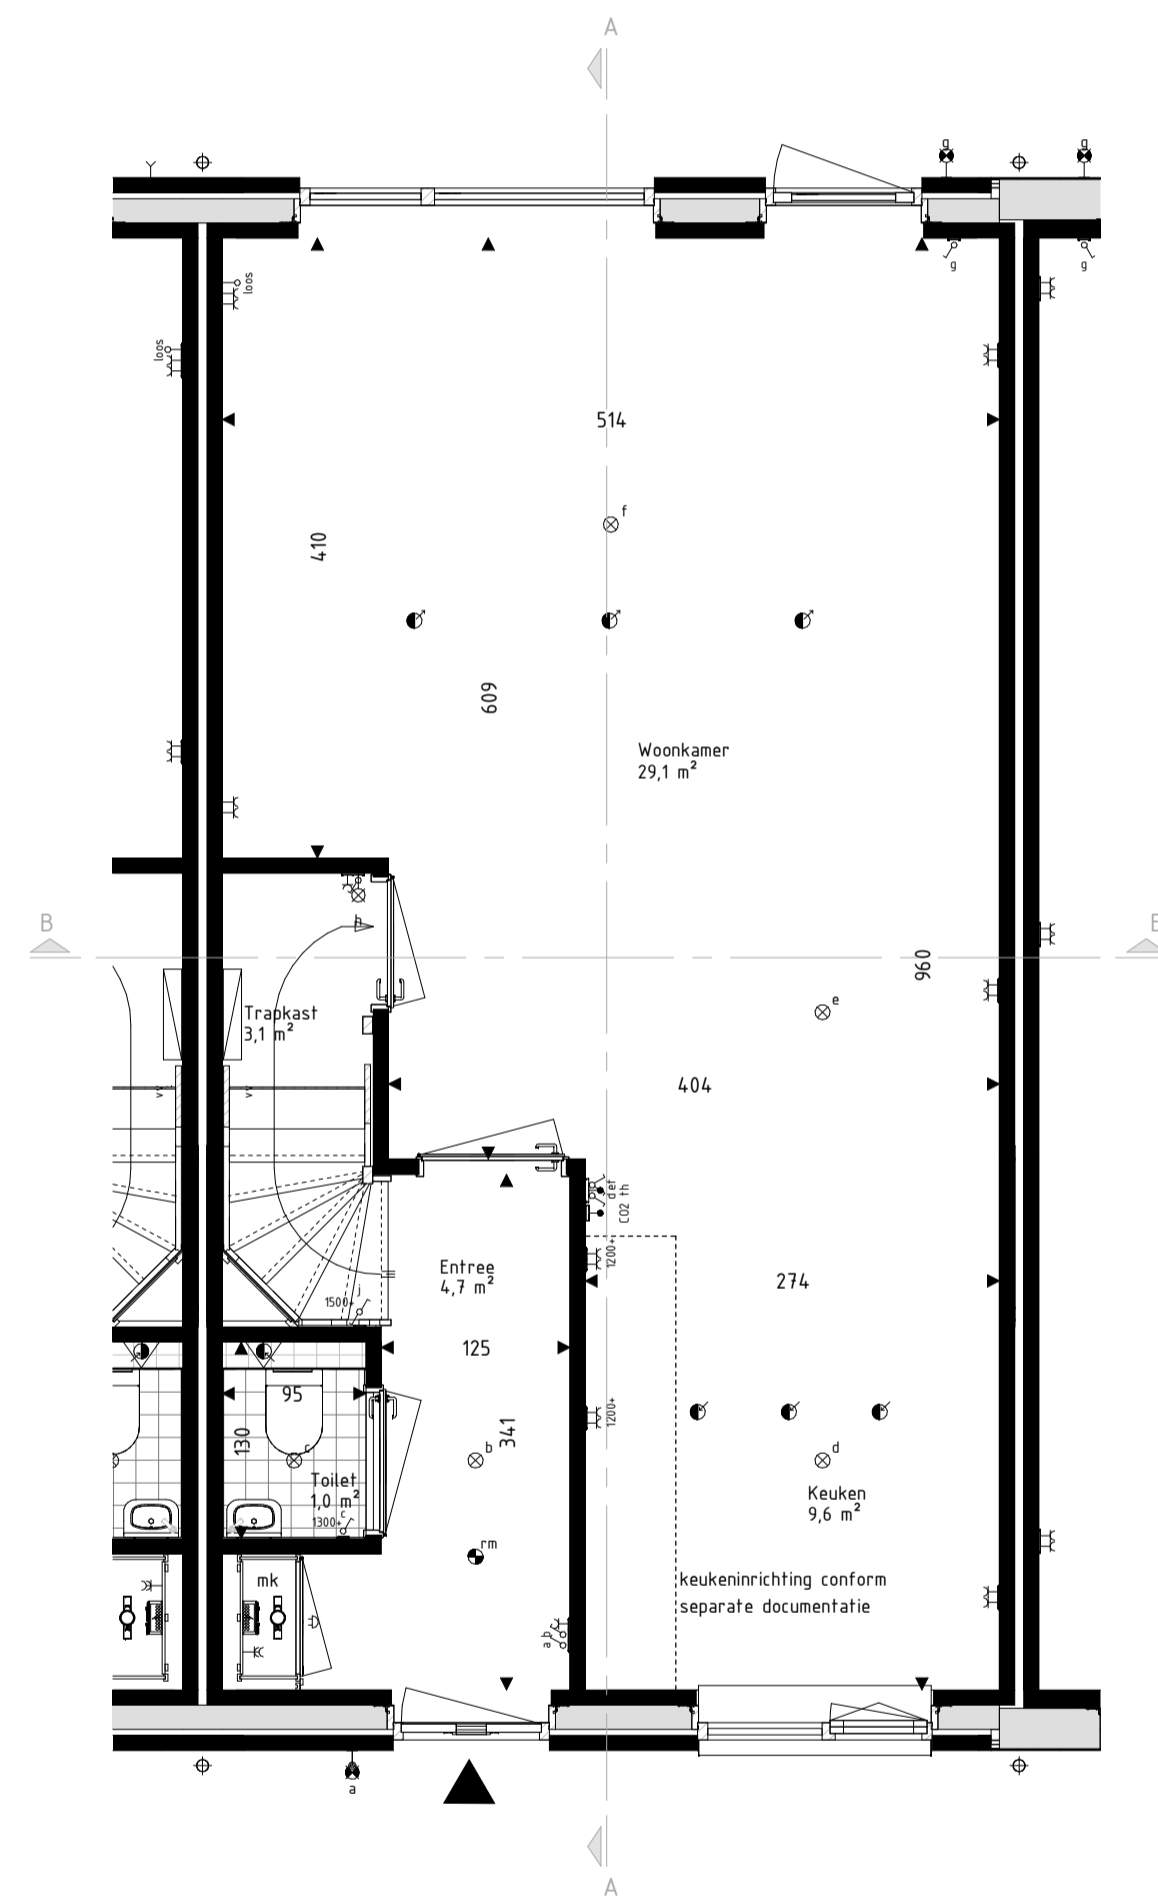 A
g
g
g
g
loos
loos
514
f
410
609
Woonkamer
29,1 m²
h
B
B
960
Trapkast
3,1 m²
e
404
d e f
CO2 th
1200+
Entree
4,7 m²
274
j
1500+
125
95
1200+
341
130
c
b
d
Toilet
1,0 m²
c
1300+
Keuken
9,6 m²
rm
mk
keukeninrichting conform
separate documentatie
a b c
a
A